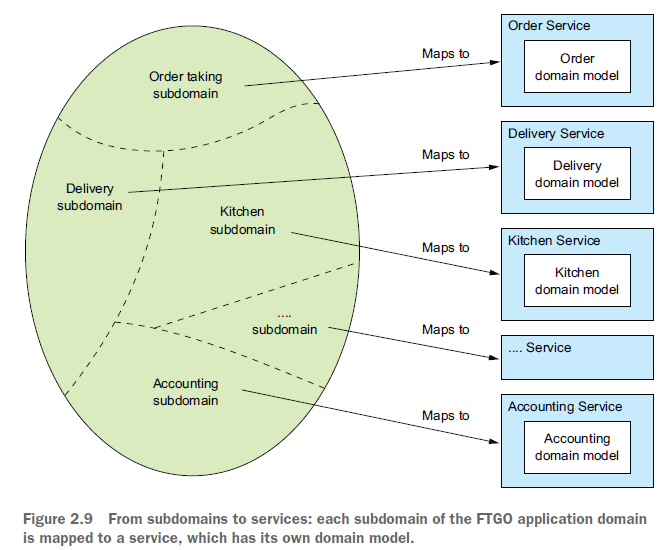 Order taking
subdomain
Maps to
Order Service
Order
domain model
Delivery
subdomain
Maps to
Delivery Service
Delivery
domain model
Kitchen
subdomain
Maps to
Kitchen Service
Kitchen
domain model
....
subdomain
Maps to
.... Service
Accounting
subdomain
Maps to
Accounting Service
Accounting
domain model
Figure 2.9 From subdomains to services: each subdomain of the FTGO application domain
is mapped to a service, which has its own domain model.